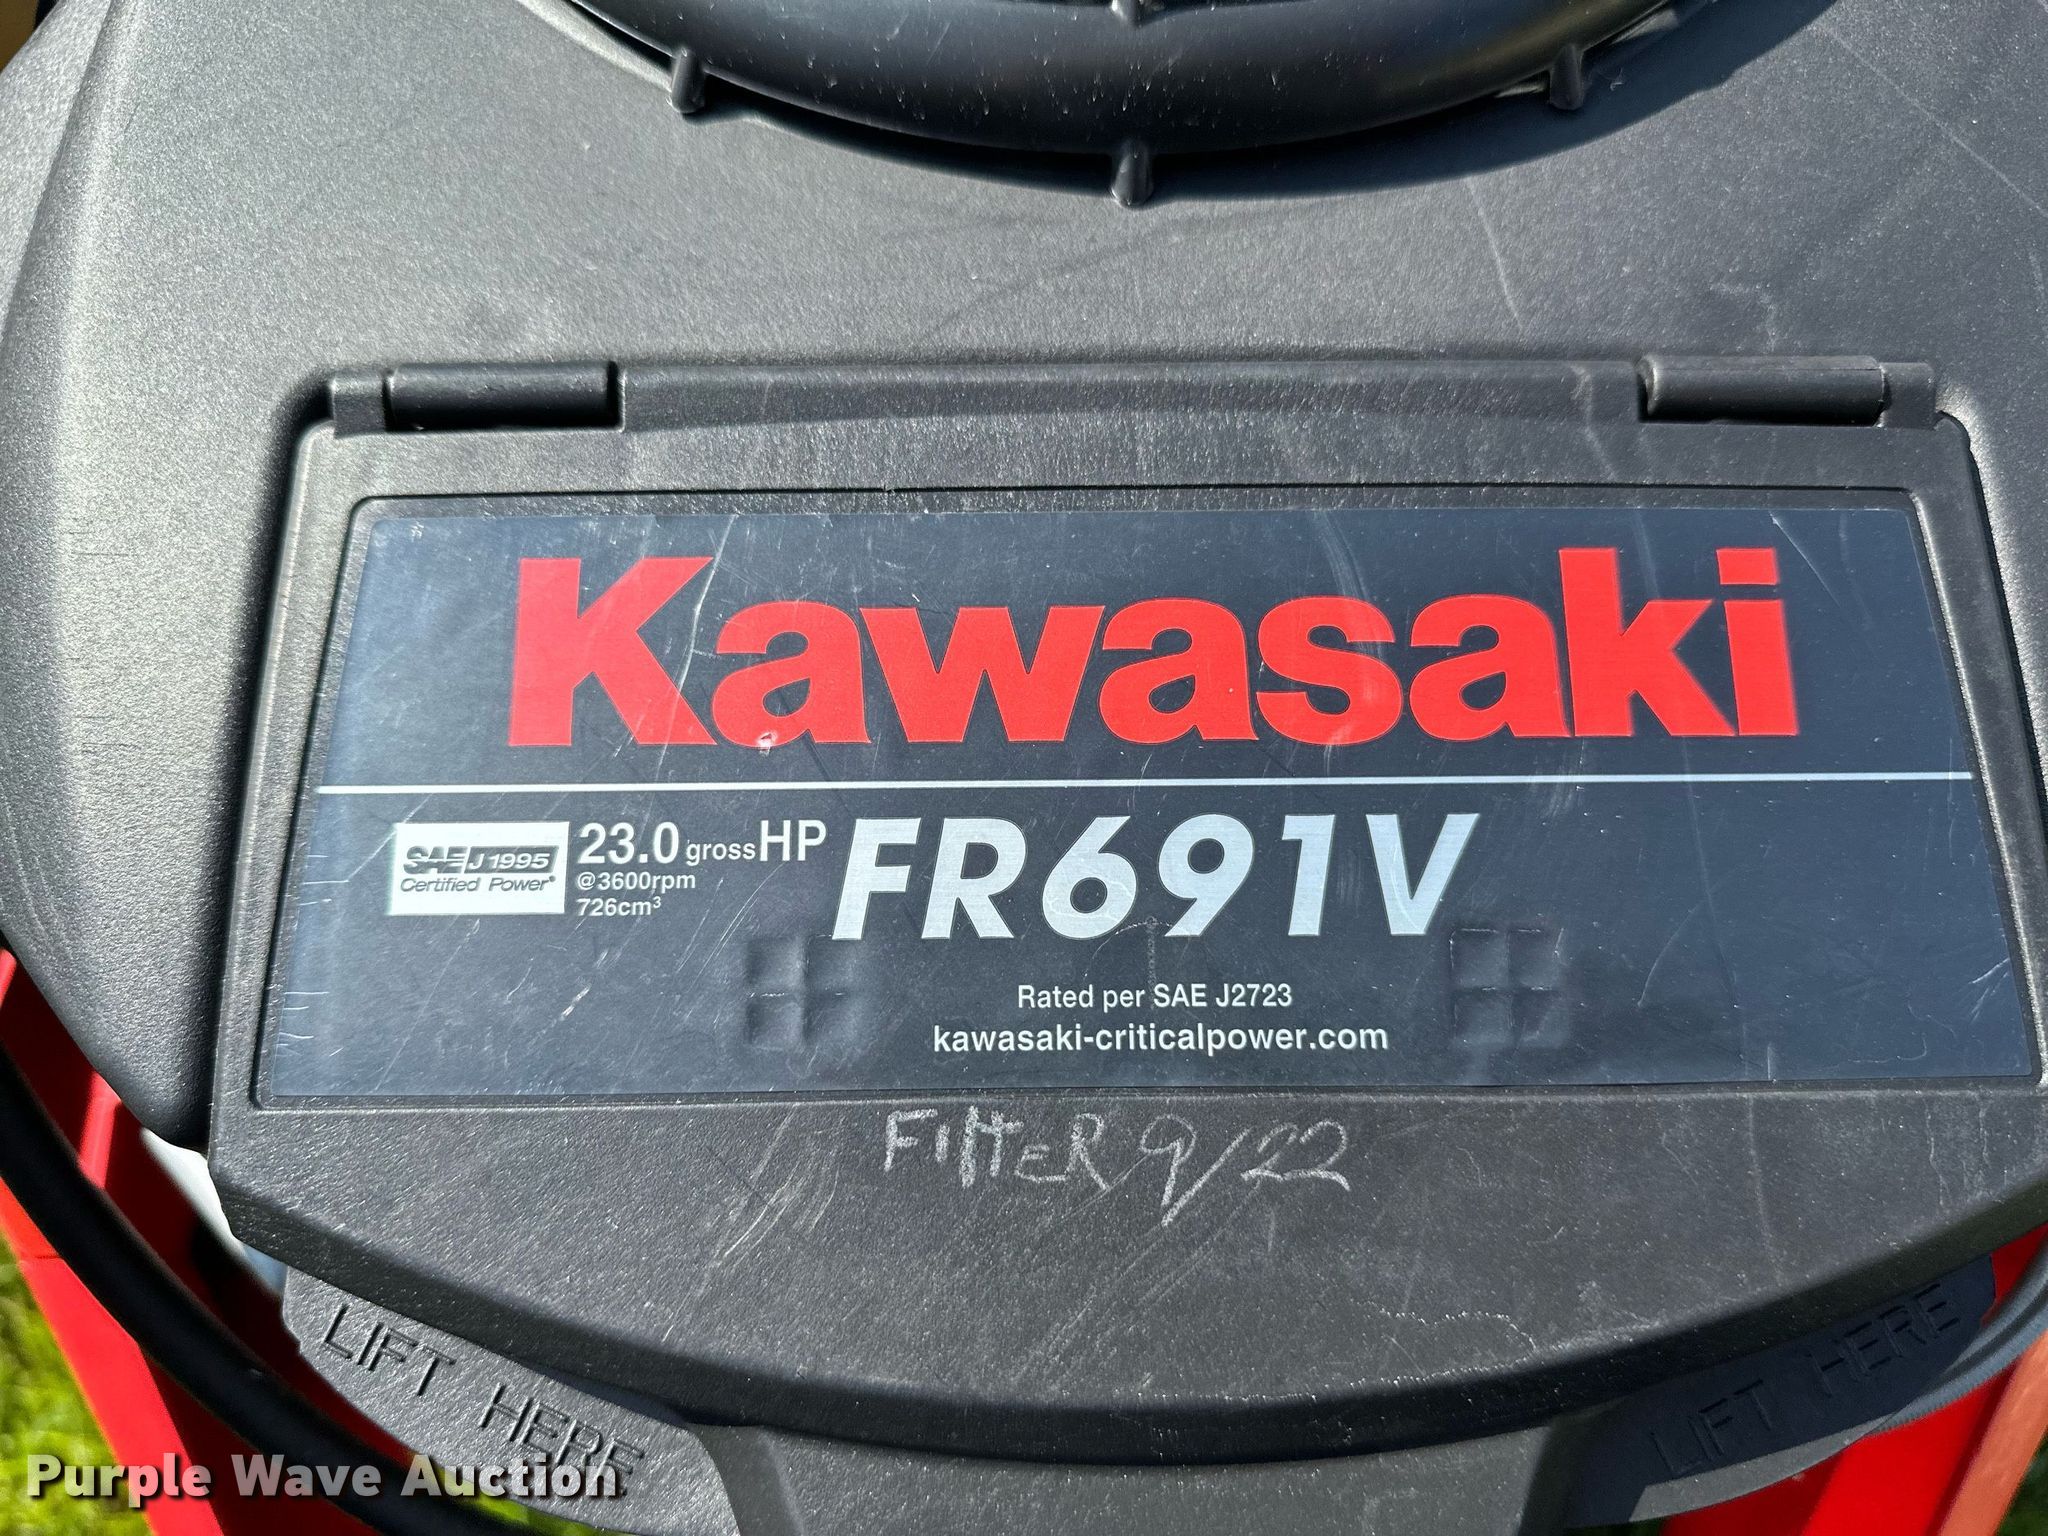 Kawasaki
SAE J1995
Certified Power®
23.0 gross HP
@3600rpm
726cm³
FR691V
Rated per SAE J2723
kawasaki-criticalpower.com
FiltER 9/22
LIFT HERE
LIFT HERE
Purple Wave Auction